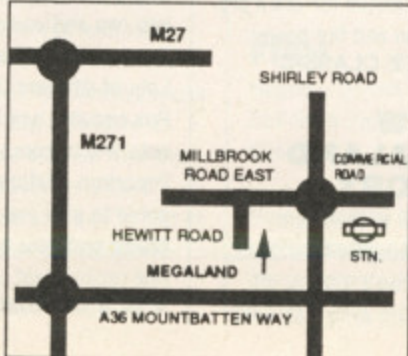 M27
SHIRLEY ROAD
M271
MILLBROOK
ROAD EAST
COMMERCIAL
ROAD
HEWITT ROAD
STN.
MEGALAND
A36 MOUNTBATTEN WAY